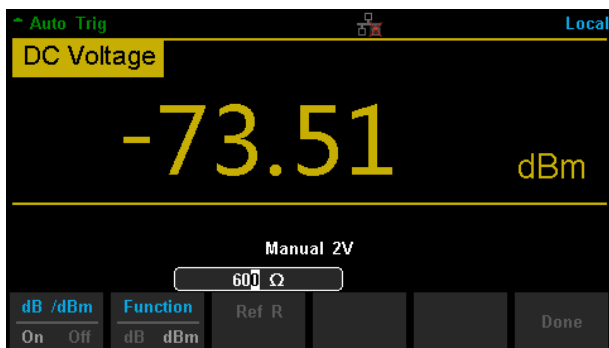 Auto Trig Local
DC Voltage
-73.51 dBm
Manual 2V
600 Ω
dB /dBm Function Ref R Done
On Off dB dBm